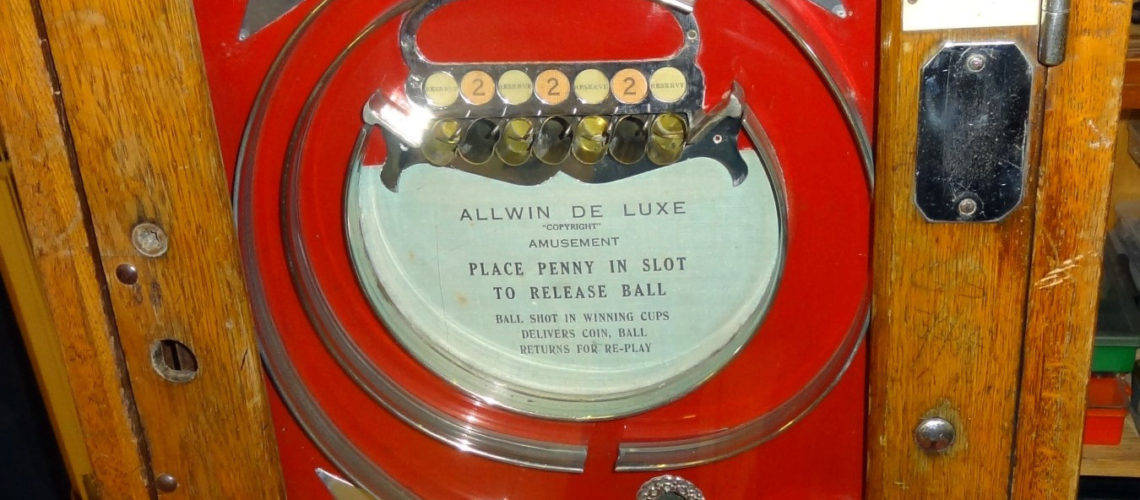 RESERVE 2 RESERVE 2 RESERVE 2 RESERVE
ALLWIN DE LUXE
"COPYRIGHT"
AMUSEMENT
PLACE PENNY IN SLOT
TO RELEASE BALL
BALL SHOT IN WINNING CUPS
DELIVERS COIN, BALL
RETURNS FOR RE-PLAY